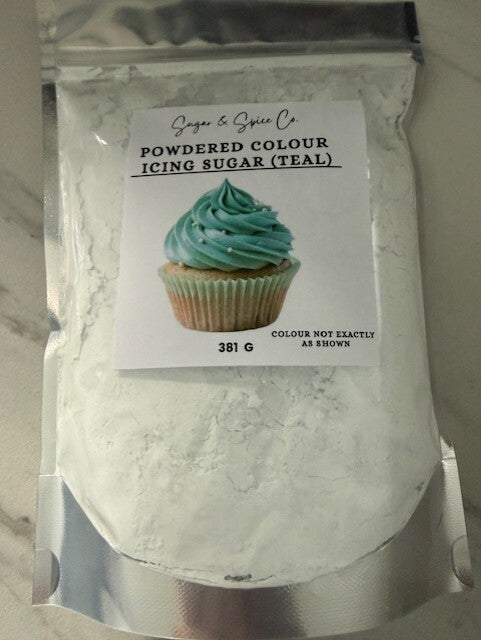 Sugar & Spice Co.
POWDERED COLOUR
ICING SUGAR (TEAL)
COLOUR NOT EXACTLY
AS SHOWN
381 G